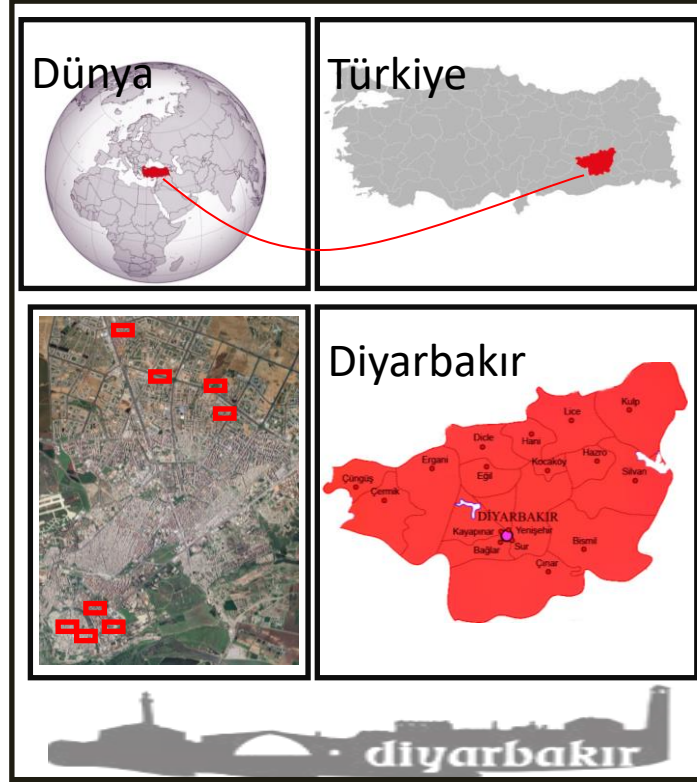 Dünya
Türkiye
Diyarbakır
Kulp
Lice
Dicle
Hani
Ergani
Hazro
Kocaköy
Eğil
Silvan
Çüngüş
Çermik
DİYARBAKIR
Kayapınar
Yenişehir
Bağlar
Sur
Bismil
Çınar
diyarbakır